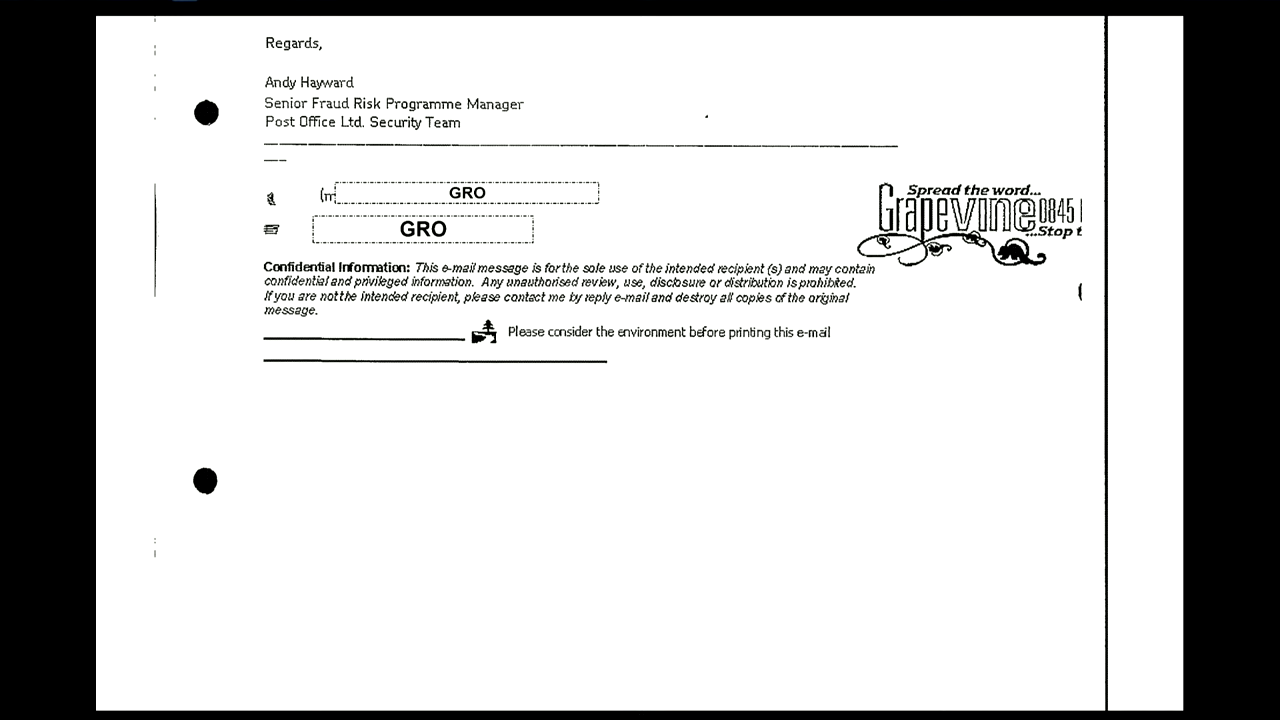 Regards,
Andy Hayward
Senior Fraud Risk Programme Manager
Post Office Ltd. Security Team
(m
GRO
GRO
Spread the word...
Grapevine 0845
...Stop t
Confidential Information: This e-mail message is for the sole use of the intended recipient (s) and may contain
confidential and privileged information. Any unauthorised review, use, disclosure or distribution is prohibited.
If you are not the intended recipient, please contact me by reply e-mail and destroy all copies of the original
message.
Please consider the environment before printing this e-mail